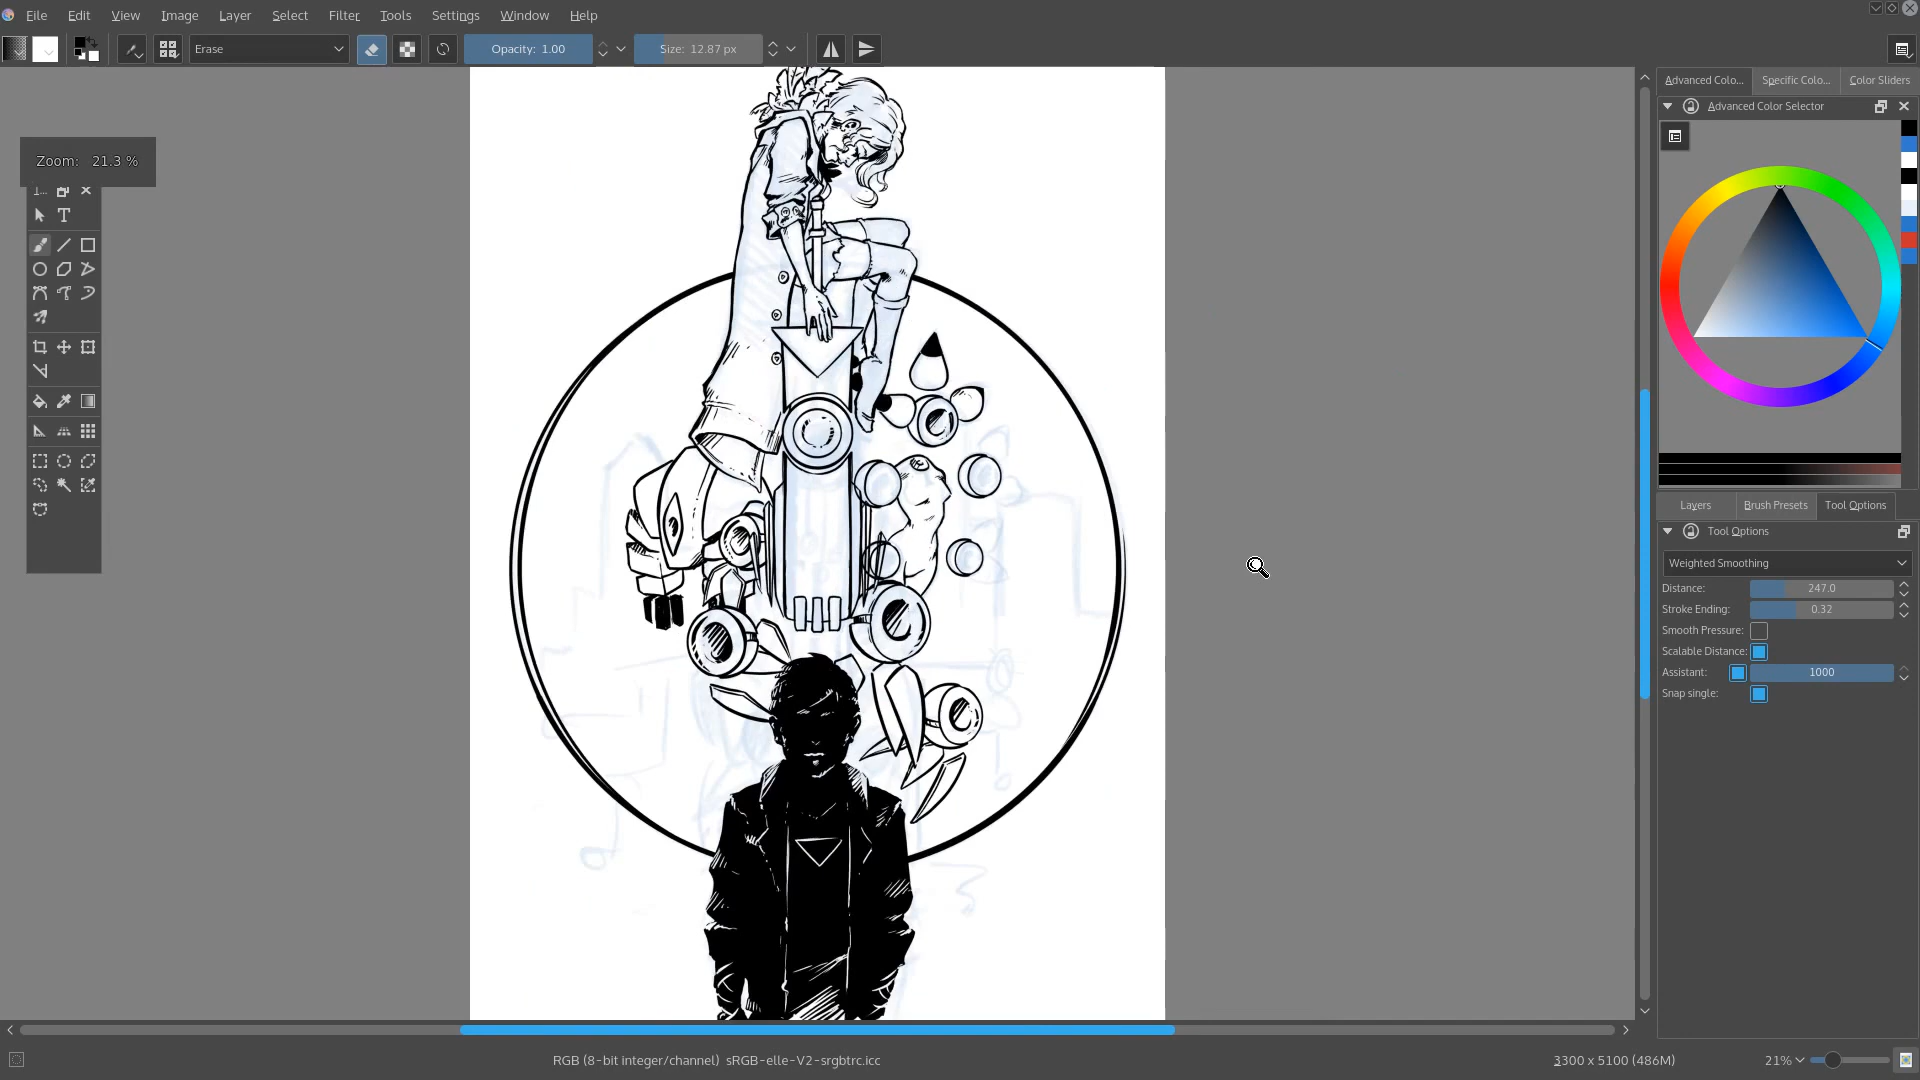 File Edit View Image Layer Select Filter Tools Settings Window Help
Erase Opacity: 1.00 Size: 12.87 px
Advanced Colo... Specific Colo... Color Sliders
Advanced Color Selector
Zoom: 21.3 %
1...
T
Layers Brush Presets Tool Options
Tool Options
Weighted Smoothing
Distance: 247.0
Stroke Ending: 0.32
Smooth Pressure:
Scalable Distance:
Assistant: 1000
Snap single:
RGB (8-bit integer/channel) sRGB-elle-V2-srgbtrc.icc 3300 x 5100 (486M) 21%